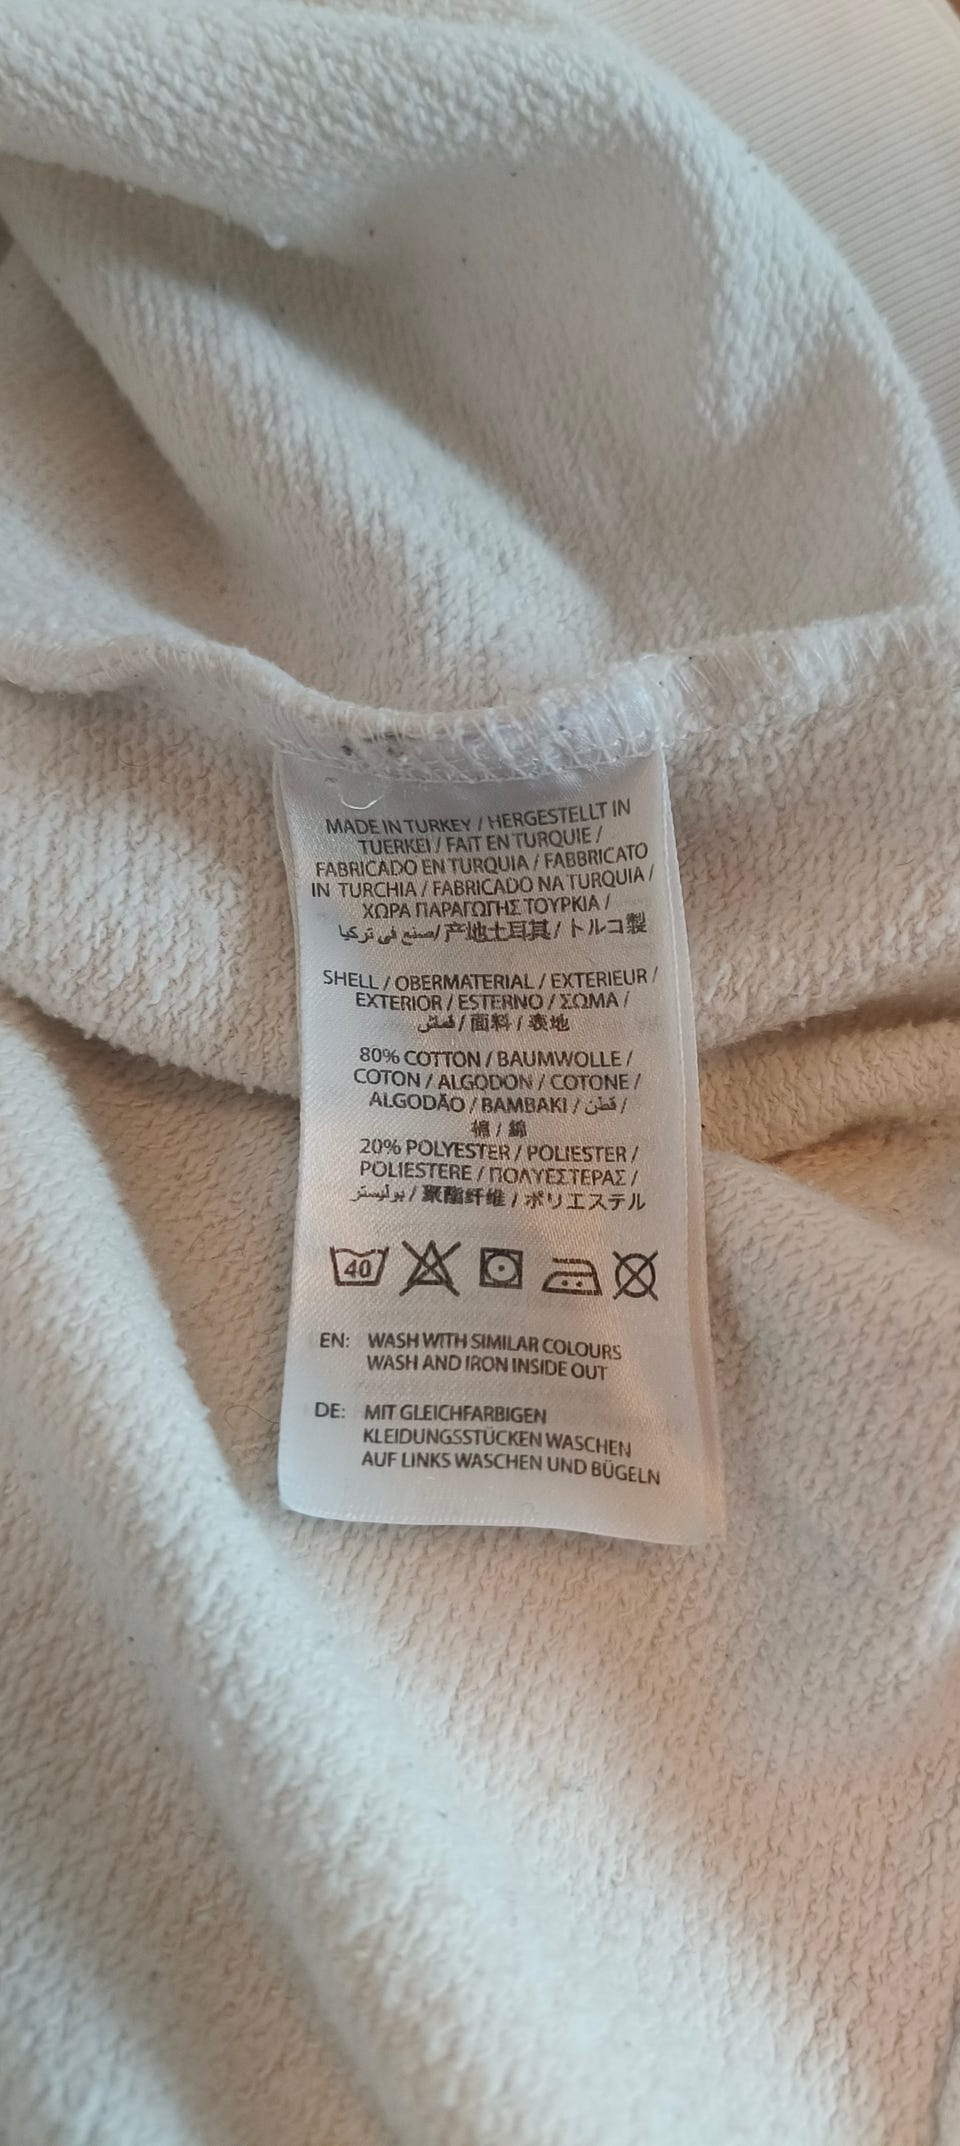 MADE IN TURKEY / HERGESTELLT IN
TUERKEI / FAIT EN TURQUIE /
FABRICADO EN TURQUIA / FABBRICATO
IN TURCHIA / FABRICADO NA TURQUIA /
ΧΩΡΑ ΠΑΡΑΓΩΓΗΣ ΤΟΥΡΚΙΑ /
صنع في تركيا / 产地土耳其 / トルコ製
SHELL / OBERMATERIAL / EXTERIEUR /
EXTERIOR / ESTERNO / ΣΩΜΑ /
قماش / 面料 / 表地
80% COTTON / BAUMWOLLE /
COTON / ALGODON / COTONE /
ALGODÃO / BAMBAKI / قطن /
棉 / 綿
20% POLYESTER / POLIESTER /
POLIESTERE / ΠΟΛΥΕΣΤΕΡΑΣ /
بوليستر / 聚酯纤维 / ポリエステル
40
EN: WASH WITH SIMILAR COLOURS
WASH AND IRON INSIDE OUT
DE: MIT GLEICHFARBIGEN
KLEIDUNGSSTÜCKEN WASCHEN
AUF LINKS WASCHEN UND BÜGELN